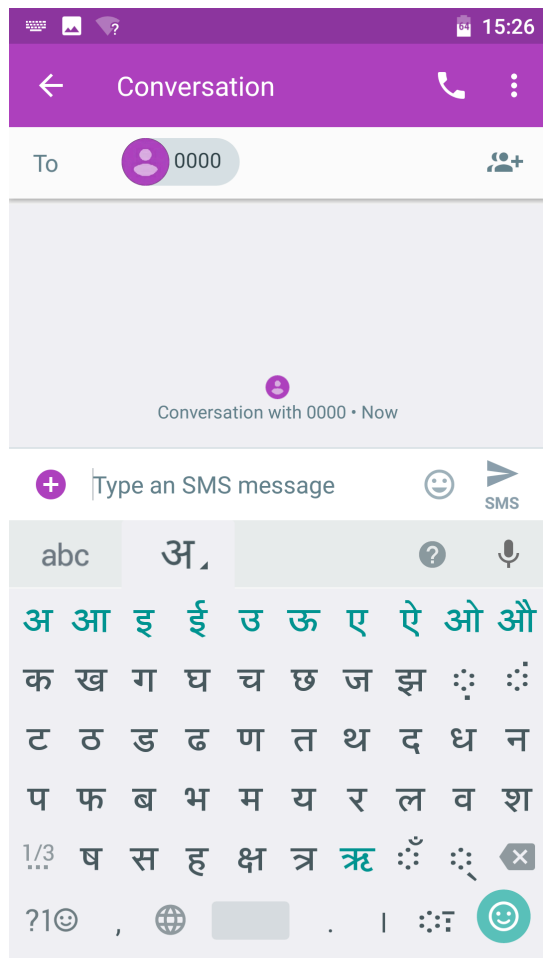 15:26
Conversation
To 0000
Conversation with 0000 • Now
Type an SMS message
SMS
abc अ
अ आ इ ई उ ऊ ए ऐ ओ औ
क ख ग घ च छ ज झ ़ ं
ट ठ ड ढ ण त थ द ध न
प फ ब भ म य र ल व श
1/3 ष स ह क्ष त्र ऋ ँ ्
?1☺ , . । ꠰